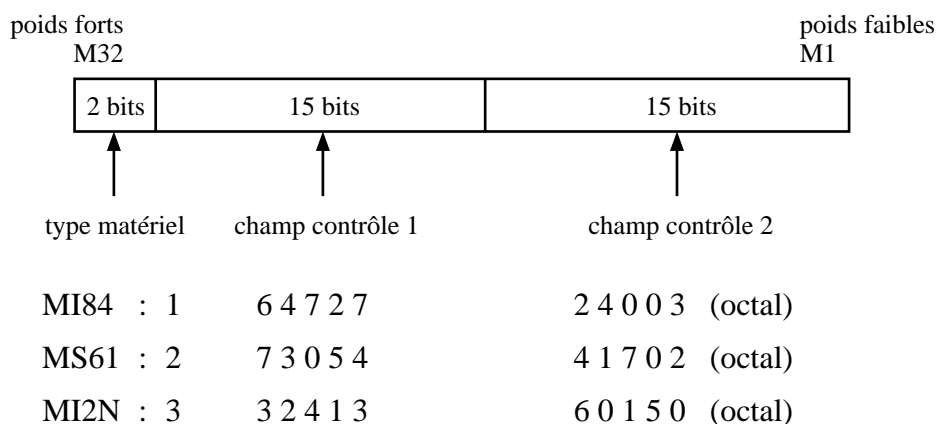 poids forts poids faibles
M32 M1
2 bits 15 bits 15 bits
type matériel champ contrôle 1 champ contrôle 2
MI84 : 1 6 4 7 2 7 2 4 0 0 3 (octal)
MS61 : 2 7 3 0 5 4 4 1 7 0 2 (octal)
MI2N : 3 3 2 4 1 3 6 0 1 5 0 (octal)